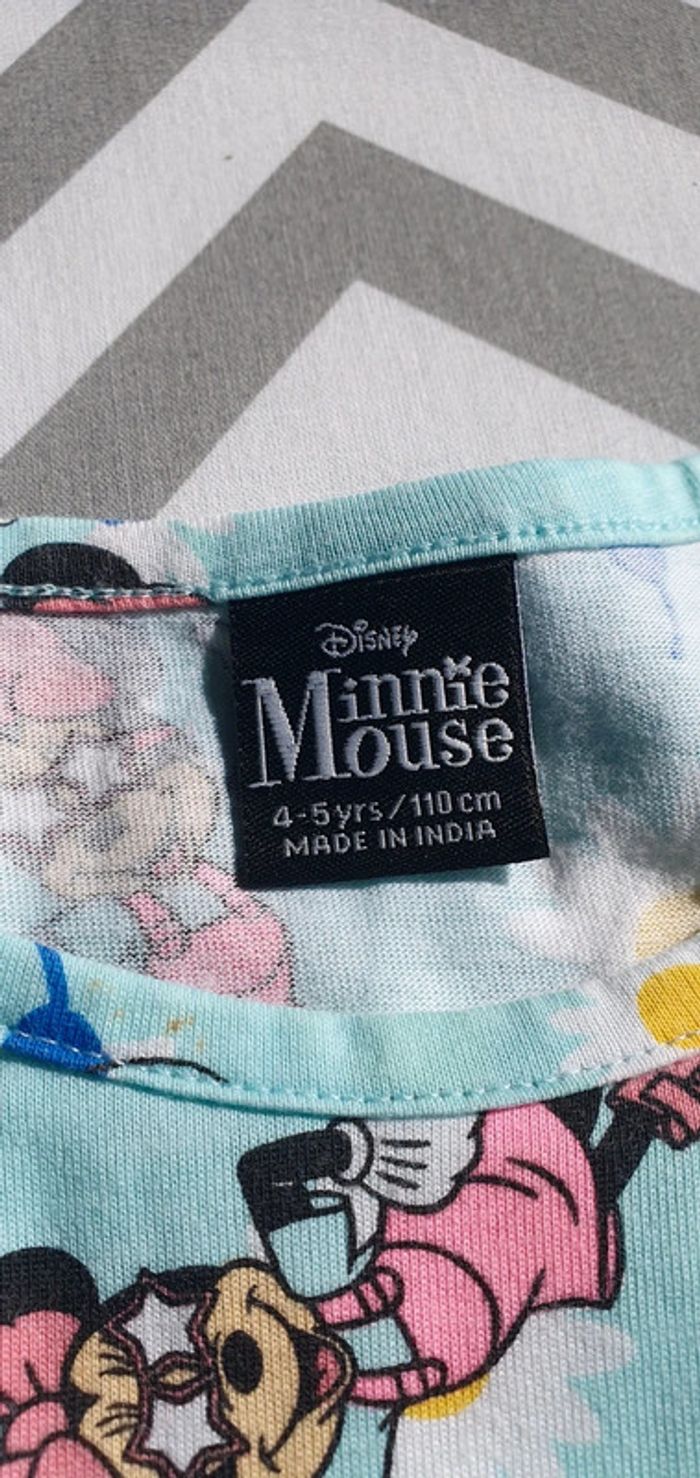 Disney
Minnie
Mouse
4-5yrs/110cm
MADE IN INDIA